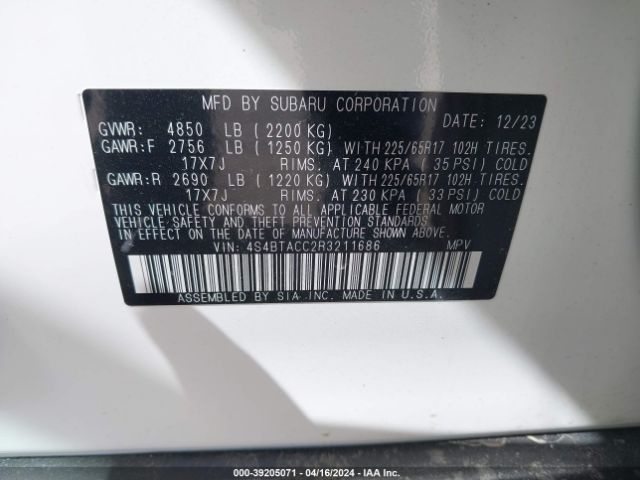 MFD BY SUBARU CORPORATION
DATE: 12/23
GVWR: 4850 LB (2200 KG)
GAWR:F 2756 LB (1250 KG) WITH 225/65R17 102H TIRES.
17X7J RIMS. AT 240 KPA (35 PSI) COLD
GAWR:R 2690 LB (1220 KG) WITH 225/65R17 102H TIRES.
17X7J RIMS. AT 230 KPA (33 PSI) COLD
THIS VEHICLE CONFORMS TO ALL APPLICABLE FEDERAL MOTOR
VEHICLE SAFETY AND THEFT PREVENTION STANDARDS
IN EFFECT ON THE DATE OF MANUFACTURE SHOWN ABOVE.
VIN: 4S4BTACC2R3211686 MPV
ASSEMBLED BY SIA INC. MADE IN U.S.A.
000-39205071 - 04/16/2024 - IAA Inc.